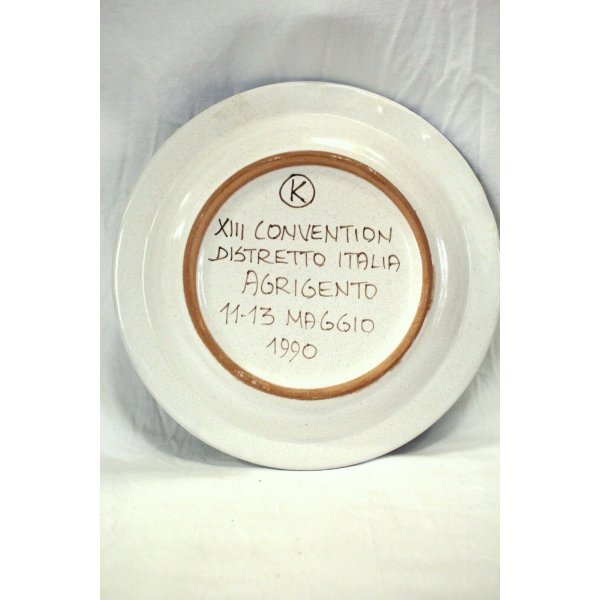 K
XIII CONVENTION
DISTRETTO ITALIA
AGRIGENTO
11-13 MAGGIO
1990